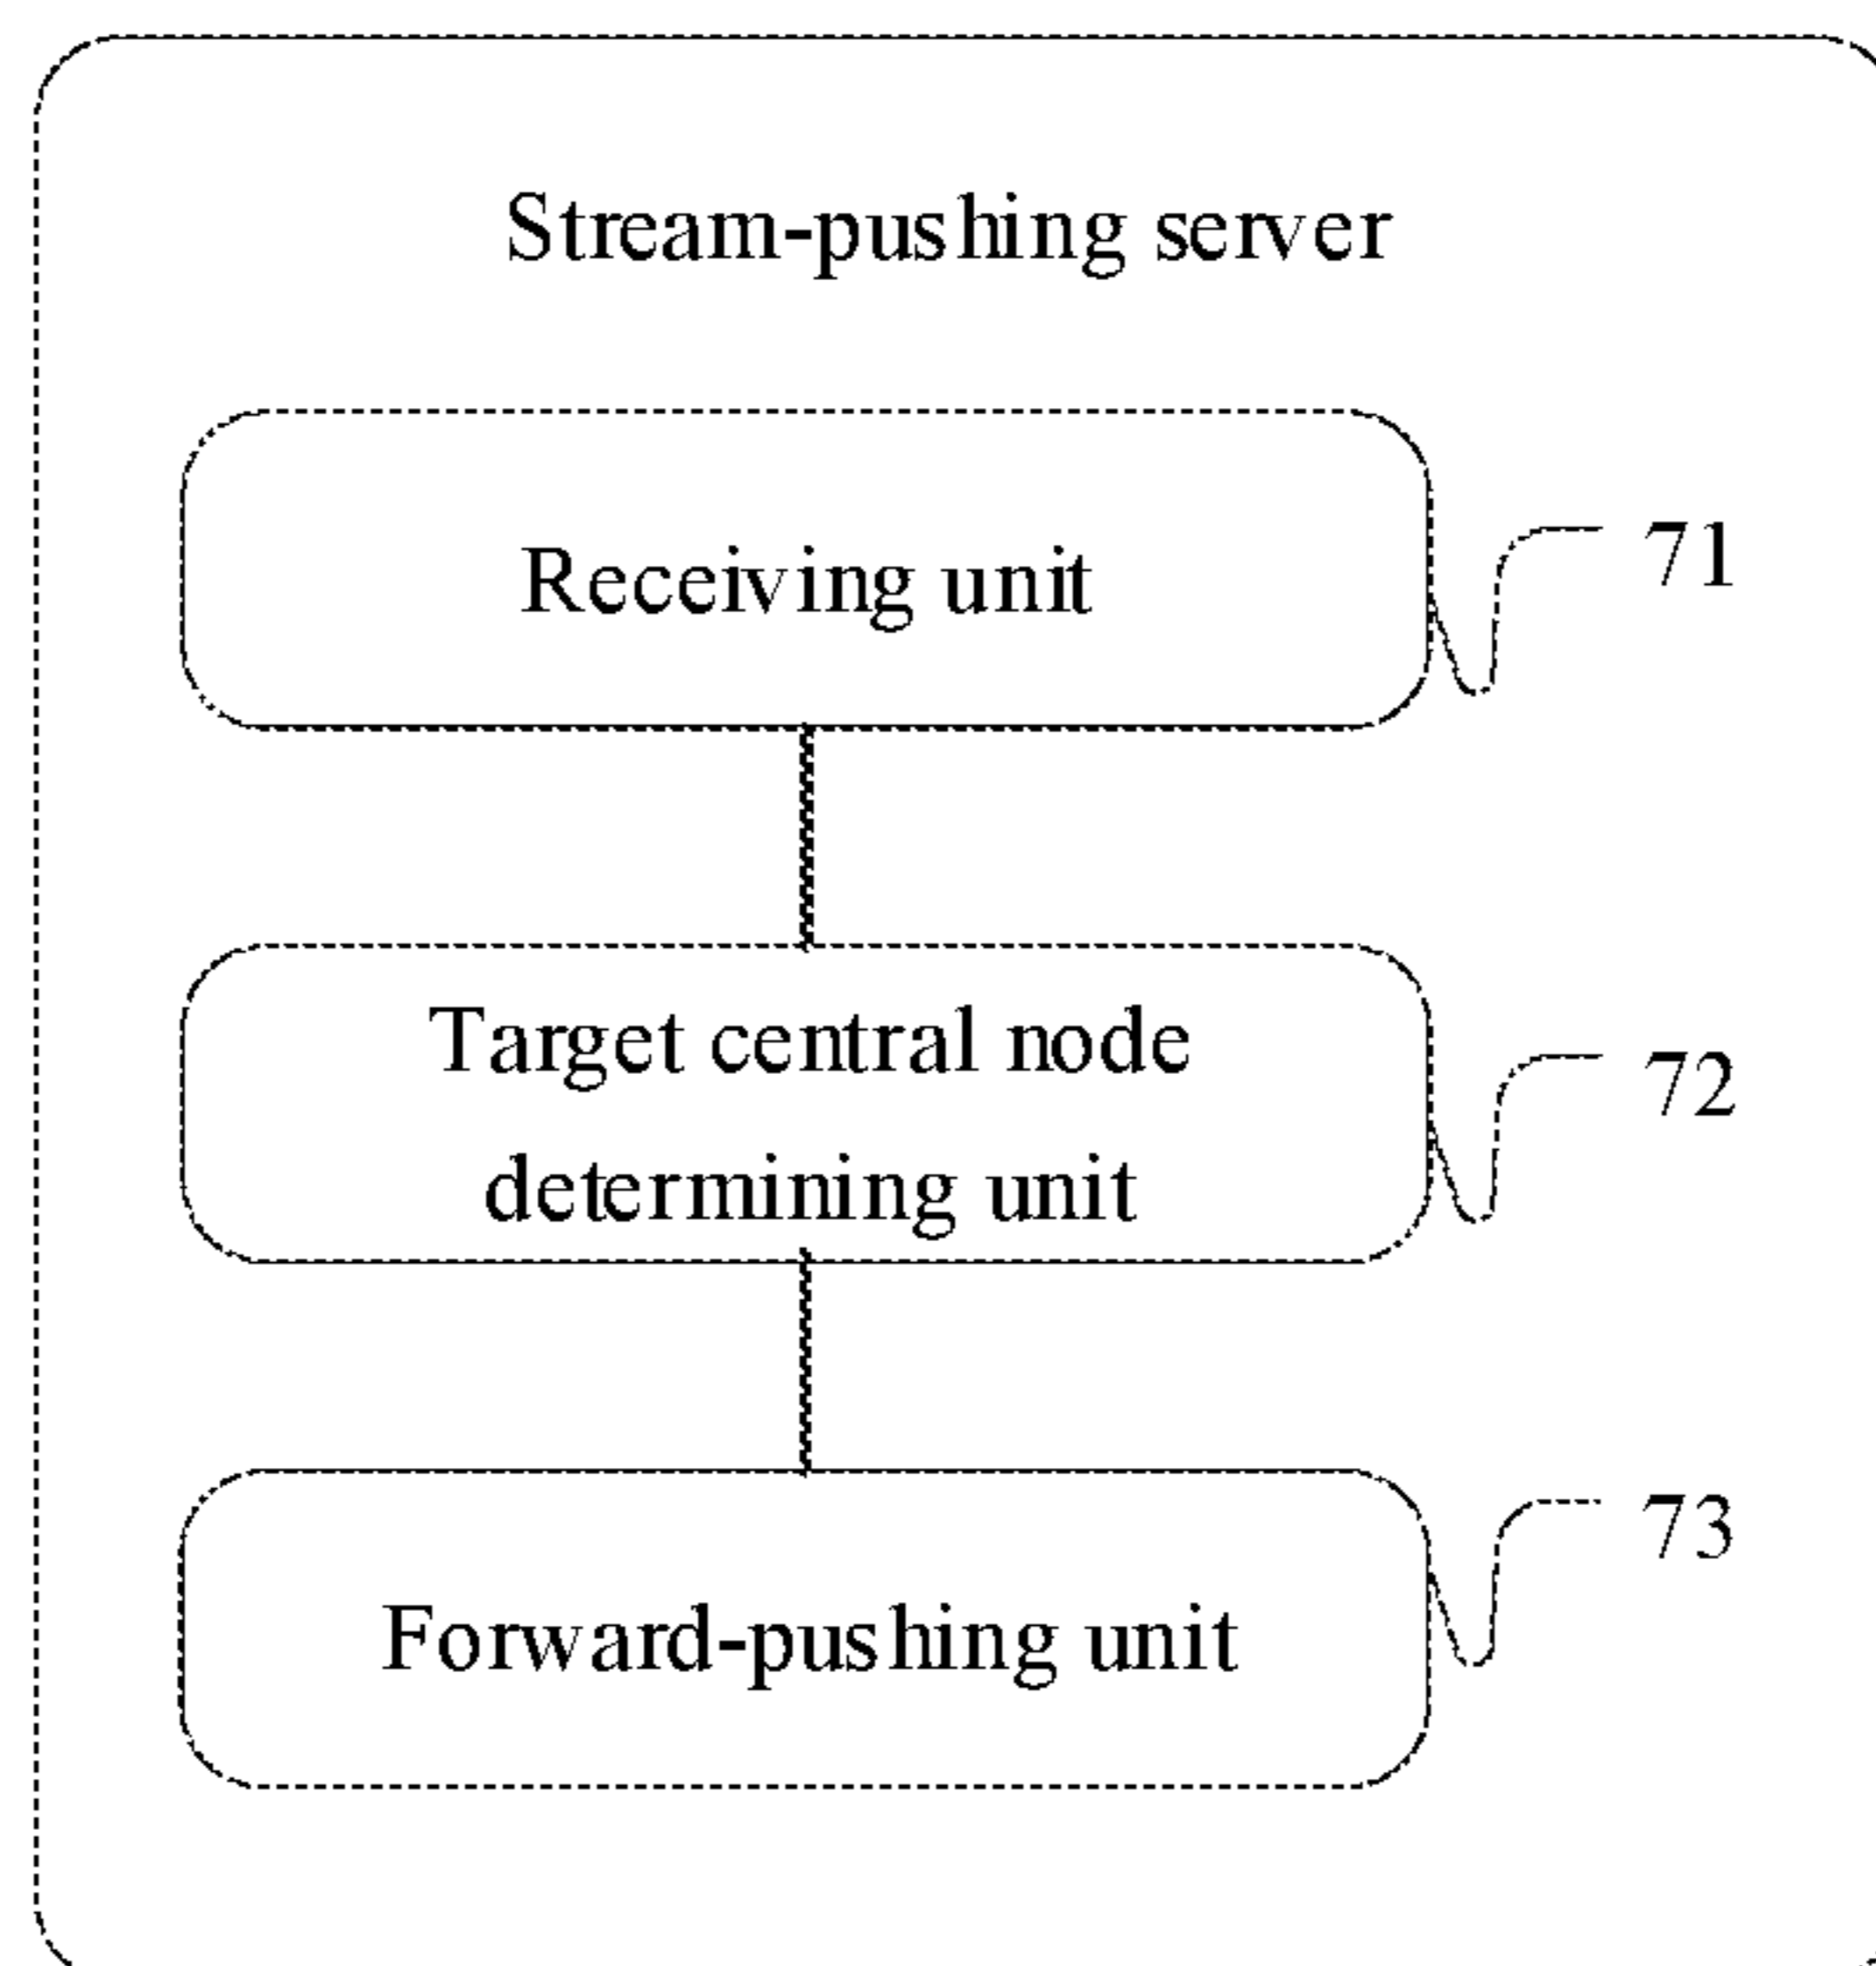 Stream-pushing server
Receiving unit
71
Target central node
determining unit
72
Forward-pushing unit
73